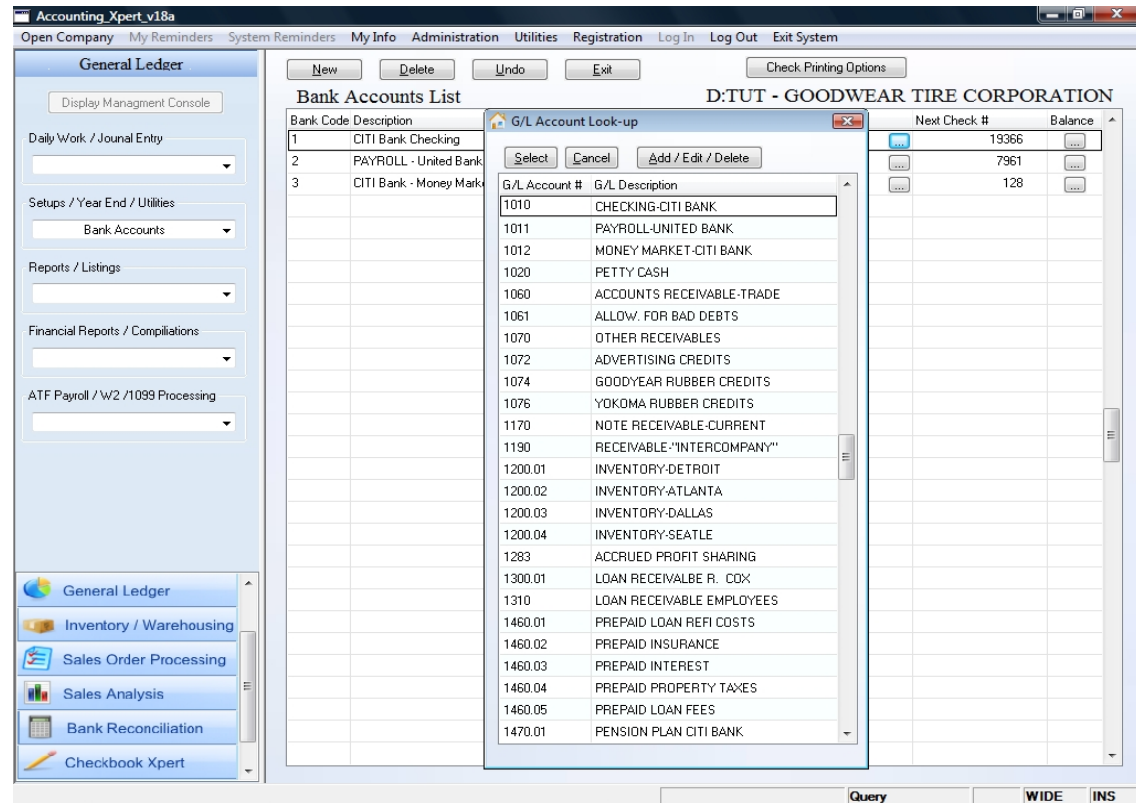 Accounting_Xpert_v18a
Open Company My Reminders System Reminders My Info Administration Utilities Registration Log In Log Out Exit System
General Ledger
Display Managment Console
Daily Work / Jounal Entry
Setups / Year End / Utilities
Bank Accounts
Reports / Listings
Financial Reports / Compiliations
ATF Payroll / W2 /1099 Processing
General Ledger
Inventory / Warehousing
Sales Order Processing
Sales Analysis
Bank Reconciliation
Checkbook Xpert
New Delete Undo Exit Check Printing Options
Bank Accounts List D:TUT - GOODWEAR TIRE CORPORATION
Bank Code Description Next Check # Balance
1 CITI Bank Checking ... 19366 ...
2 PAYROLL - United Bank ... 7961 ...
3 CITI Bank - Money Marke ... 128 ...
G/L Account Look-up
Select Cancel Add / Edit / Delete
G/L Account # G/L Description
1010 CHECKING-CITI BANK
1011 PAYROLL-UNITED BANK
1012 MONEY MARKET-CITI BANK
1020 PETTY CASH
1060 ACCOUNTS RECEIVABLE-TRADE
1061 ALLOW. FOR BAD DEBTS
1070 OTHER RECEIVABLES
1072 ADVERTISING CREDITS
1074 GOODYEAR RUBBER CREDITS
1076 YOKOMA RUBBER CREDITS
1170 NOTE RECEIVABLE-CURRENT
1190 RECEIVABLE-"INTERCOMPANY"
1200.01 INVENTORY-DETROIT
1200.02 INVENTORY-ATLANTA
1200.03 INVENTORY-DALLAS
1200.04 INVENTORY-SEATLE
1283 ACCRUED PROFIT SHARING
1300.01 LOAN RECEIVALBE R. COX
1310 LOAN RECEIVABLE EMPLOYEES
1460.01 PREPAID LOAN REFI COSTS
1460.02 PREPAID INSURANCE
1460.03 PREPAID INTEREST
1460.04 PREPAID PROPERTY TAXES
1460.05 PREPAID LOAN FEES
1470.01 PENSION PLAN CITI BANK
Query WIDE INS